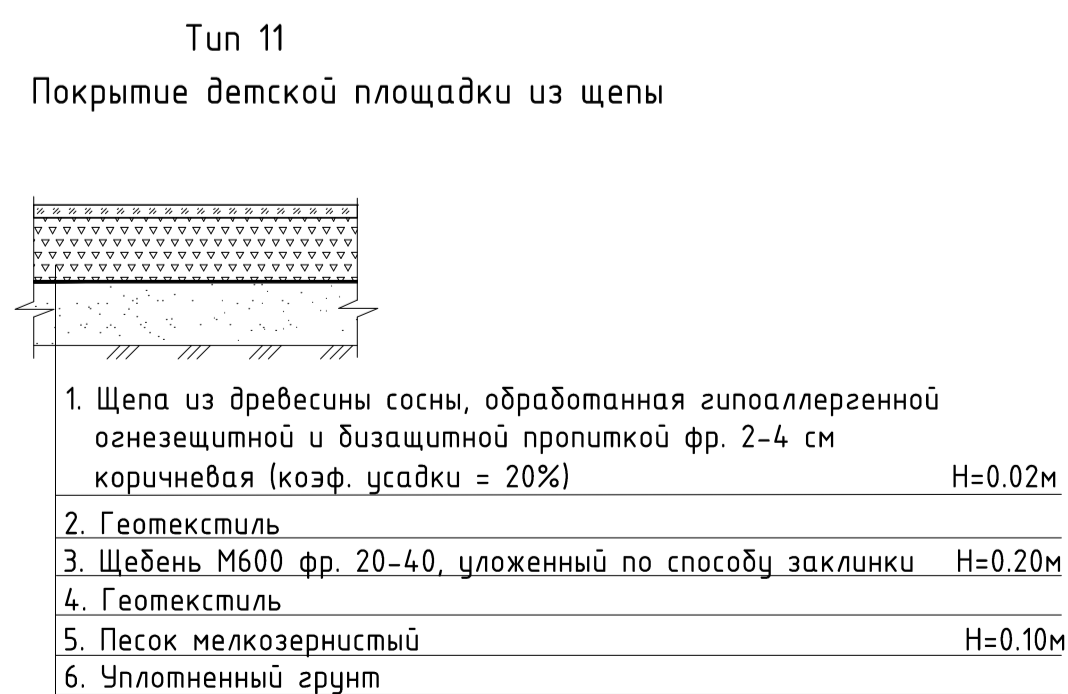 Тип 11
Покрытие детской площадки из щепы
1. Щепа из древесины сосны, обработанная гипоаллергенной
огнезещитной и бизащитной пропиткой фр. 2-4 см
коричневая (коэф. усадки = 20%) H=0.02м
2. Геотекстиль
3. Щебень М600 фр. 20-40, уложенный по способу заклинки H=0.20м
4. Геотекстиль
5. Песок мелкозернистый H=0.10м
6. Уплотненный грунт